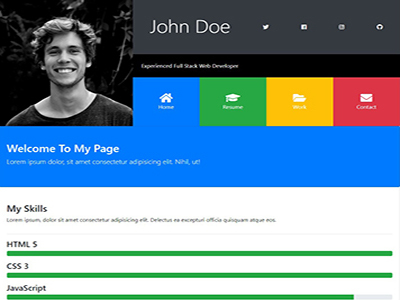 John Doe
Experienced Full Stack Web Developer
Home
Resume
Work
Contact
Welcome To My Page
Lorem ipsum dolor, sit amet consectetur adipisicing elit. Nihil, ut!
My Skills
Lorem ipsum dolor sit amet consectetur adipisicing elit. Delectus ea excepturi officia quisquam quibusdam atque eos.
HTML 5
CSS 3
JavaScript